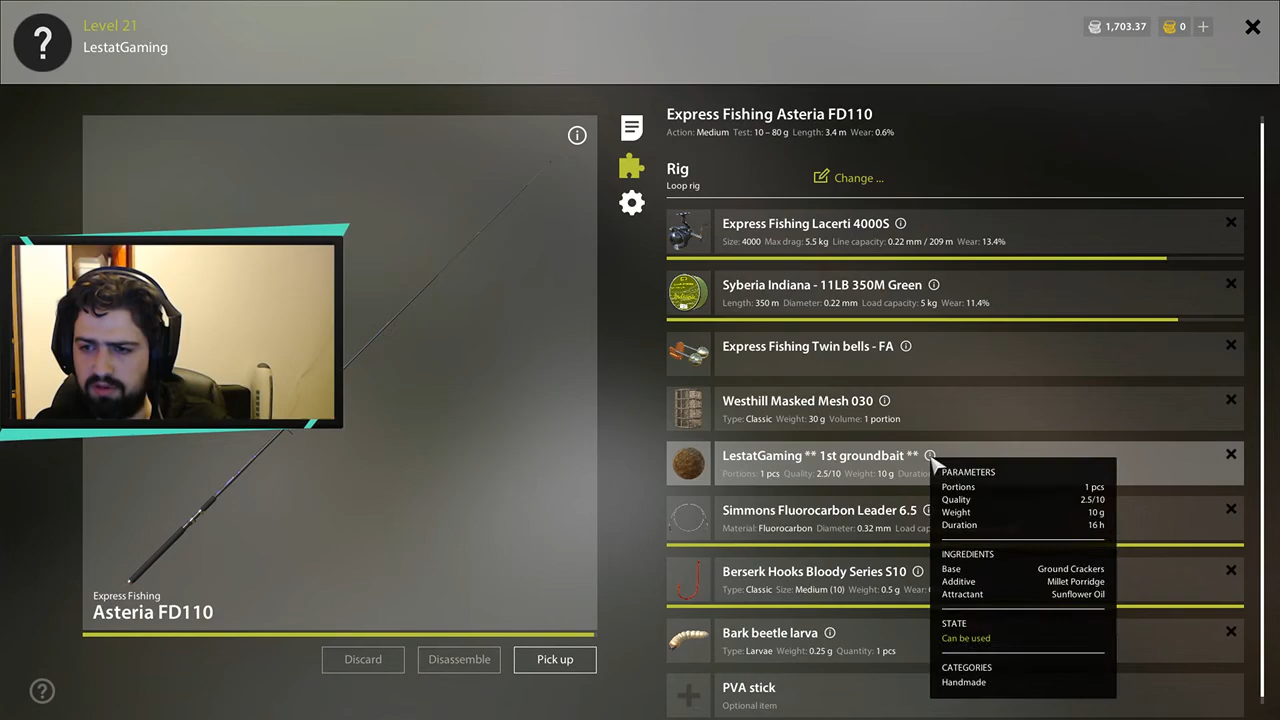 Level 21
LestatGaming
1,703.37
0
Express Fishing
Asteria FD110
Discard
Disassemble
Pick up
Express Fishing Asteria FD110
Action: Medium Test: 10 – 80 g Length: 3.4 m Wear: 0.6%
Rig
Loop rig
Change ...
Express Fishing Lacerti 4000S
Size: 4000 Max drag: 5.5 kg Line capacity: 0.22 mm / 209 m Wear: 13.4%
Syberia Indiana - 11LB 350M Green
Length: 350 m Diameter: 0.22 mm Load capacity: 5 kg Wear: 11.4%
Express Fishing Twin bells - FA
Westhill Masked Mesh 030
Type: Classic Weight: 30 g Volume: 1 portion
LestatGaming ** 1st groundbait **
Portions: 1 pcs Quality: 2.5/10 Weight: 10 g
Simmons Fluorocarbon Leader 6.5
Material: Fluorocarbon Diameter: 0.32 mm Load
Berserk Hooks Bloody Series S10
Type: Classic Size: Medium (10) Weight: 0.5 g
Bark beetle larva
Type: Larvae Weight: 0.25 g Quantity: 1 pcs
PVA stick
Optional item
PARAMETERS
Portions 1 pcs
Quality 2.5/10
Weight 10 g
Duration 16 h
INGREDIENTS
Base Ground Crackers
Additive Millet Porridge
Attractant Sunflower Oil
STATE
Can be used
CATEGORIES
Handmade